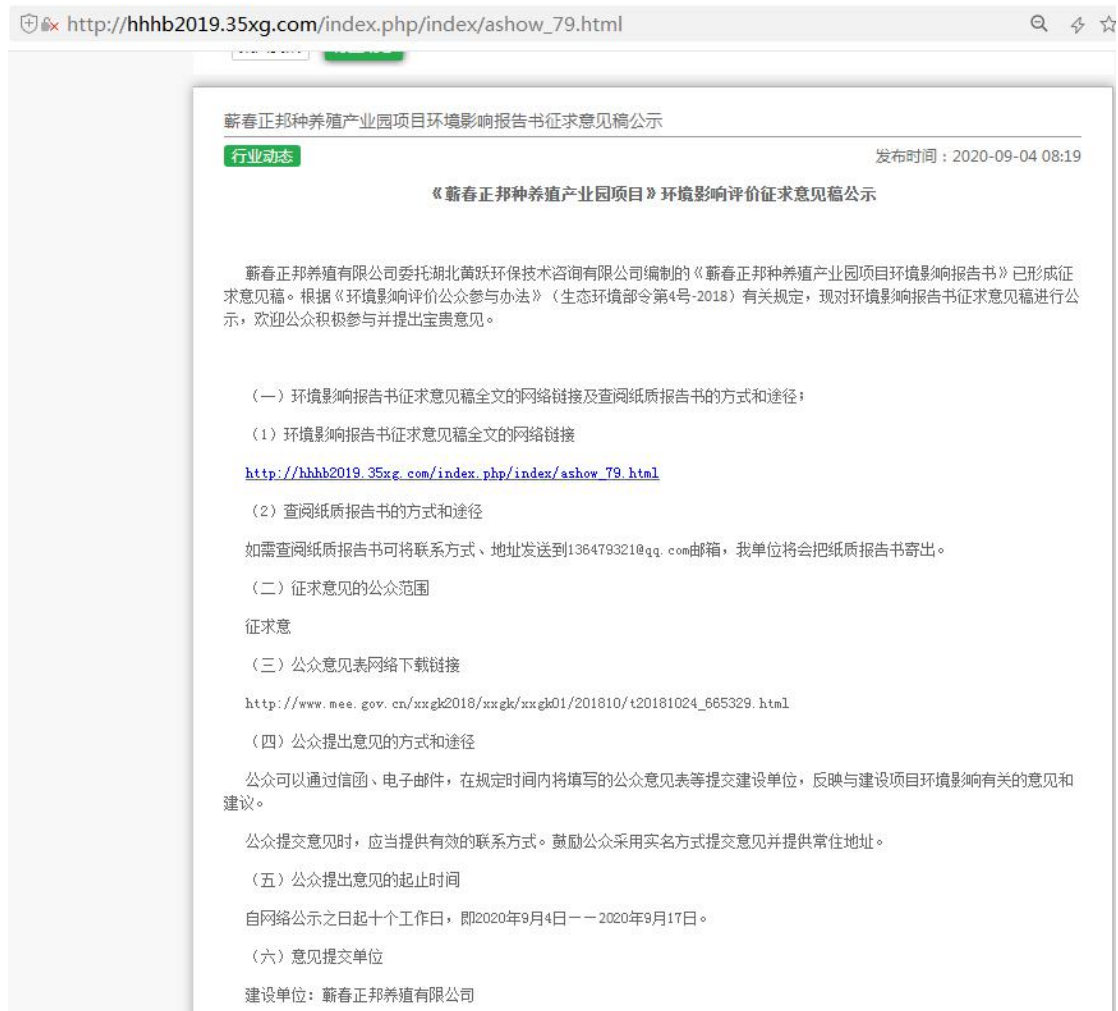 http://hhhb2019.35xg.com/index.php/index/ashow_79.html
蕲春正邦种养殖产业园项目环境影响报告书征求意见稿公示
行业动态
发布时间：2020-09-04 08:19
《蕲春正邦种养殖产业园项目》环境影响评价征求意见稿公示
蕲春正邦养殖有限公司委托湖北黄跃环保技术咨询有限公司编制的《蕲春正邦种养殖产业园项目环境影响报告书》已形成征
求意见稿。根据《环境影响评价公众参与办法》（生态环境部令第4号-2018）有关规定，现对环境影响报告书征求意见稿进行公
示，欢迎公众积极参与并提出宝贵意见。
（一）环境影响报告书征求意见稿全文的网络链接及查阅纸质报告书的方式和途径；
（1）环境影响报告书征求意见稿全文的网络链接
http://hhhb2019.35xg.com/index.php/index/ashow_79.html
（2）查阅纸质报告书的方式和途径
如需查阅纸质报告书可将联系方式、地址发送到136479321@qq.com邮箱，我单位将会把纸质报告书寄出。
（二）征求意见的公众范围
征求意
（三）公众意见表网络下载链接
http://www.mee.gov.cn/xxgk2018/xxgk/xxgk01/201810/t20181024_665329.html
（四）公众提出意见的方式和途径
公众可以通过信函、电子邮件，在规定时间内将填写的公众意见表等提交建设单位，反映与建设项目环境影响有关的意见和
建议。
公众提交意见时，应当提供有效的联系方式。鼓励公众采用实名方式提交意见并提供常住地址。
（五）公众提出意见的起止时间
自网络公示之日起十个工作日，即2020年9月4日——2020年9月17日。
（六）意见提交单位
建设单位：蕲春正邦养殖有限公司